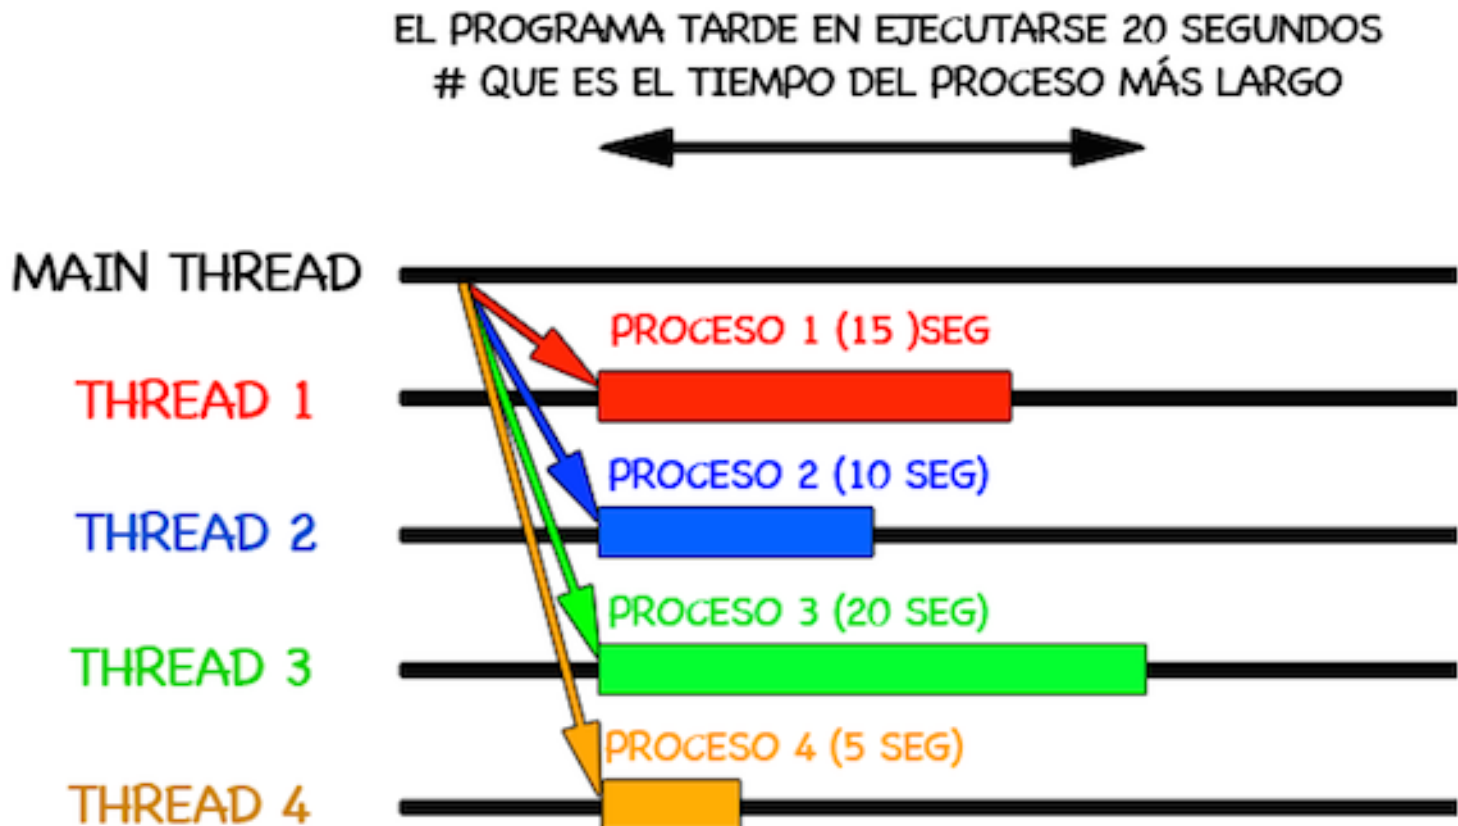 EL PROGRAMA TARDE EN EJECUTARSE 20 SEGUNDOS
# QUE ES EL TIEMPO DEL PROCESO MÁS LARGO
MAIN THREAD
PROCESO 1 (15 )SEG
THREAD 1
PROCESO 2 (10 SEG)
THREAD 2
PROCESO 3 (20 SEG)
THREAD 3
PROCESO 4 (5 SEG)
THREAD 4